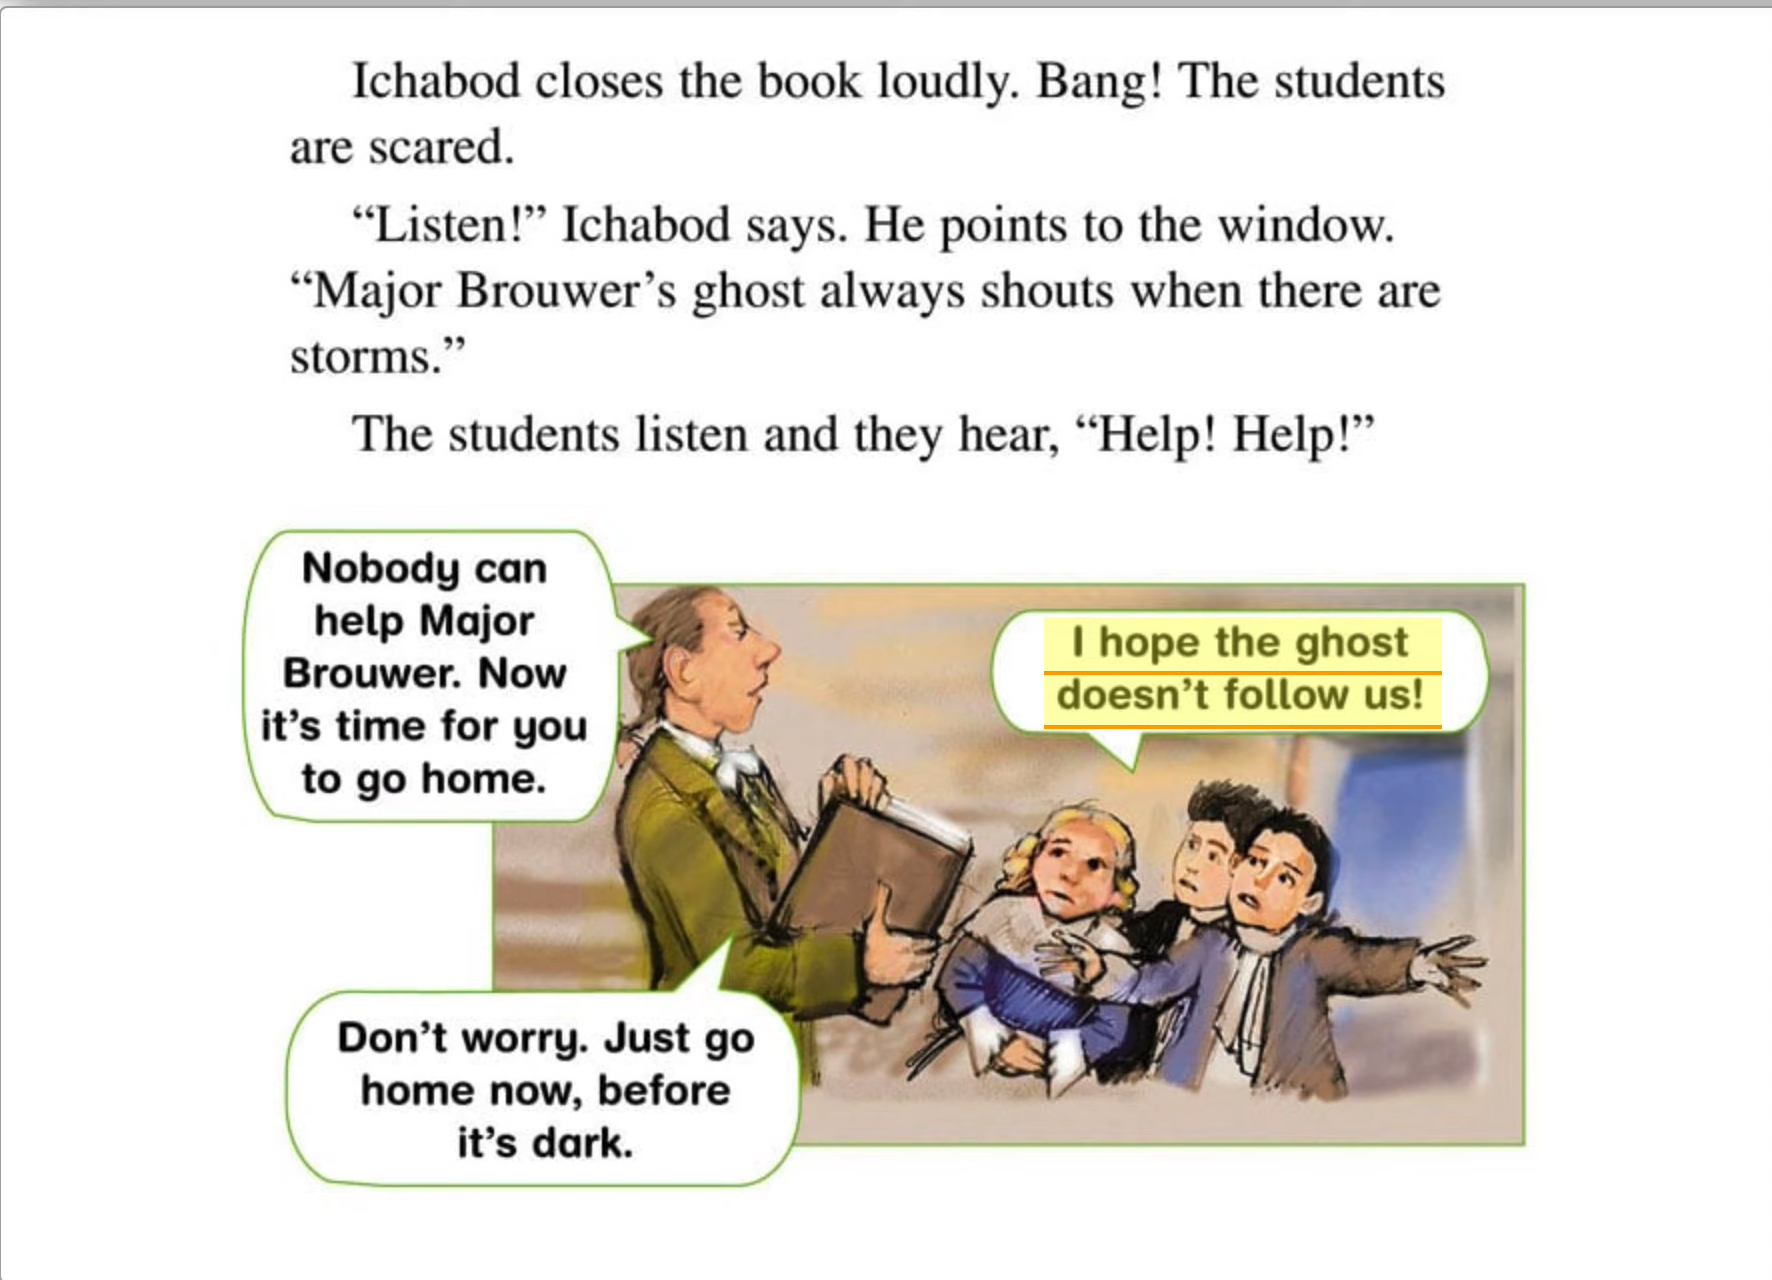 Ichabod closes the book loudly. Bang! The students
are scared.
“Listen!” Ichabod says. He points to the window.
“Major Brouwer’s ghost always shouts when there are
storms.”
The students listen and they hear, “Help! Help!”
Nobody can
help Major
Brouwer. Now
it’s time for you
to go home.
I hope the ghost
doesn’t follow us!
Don’t worry. Just go
home now, before
it’s dark.